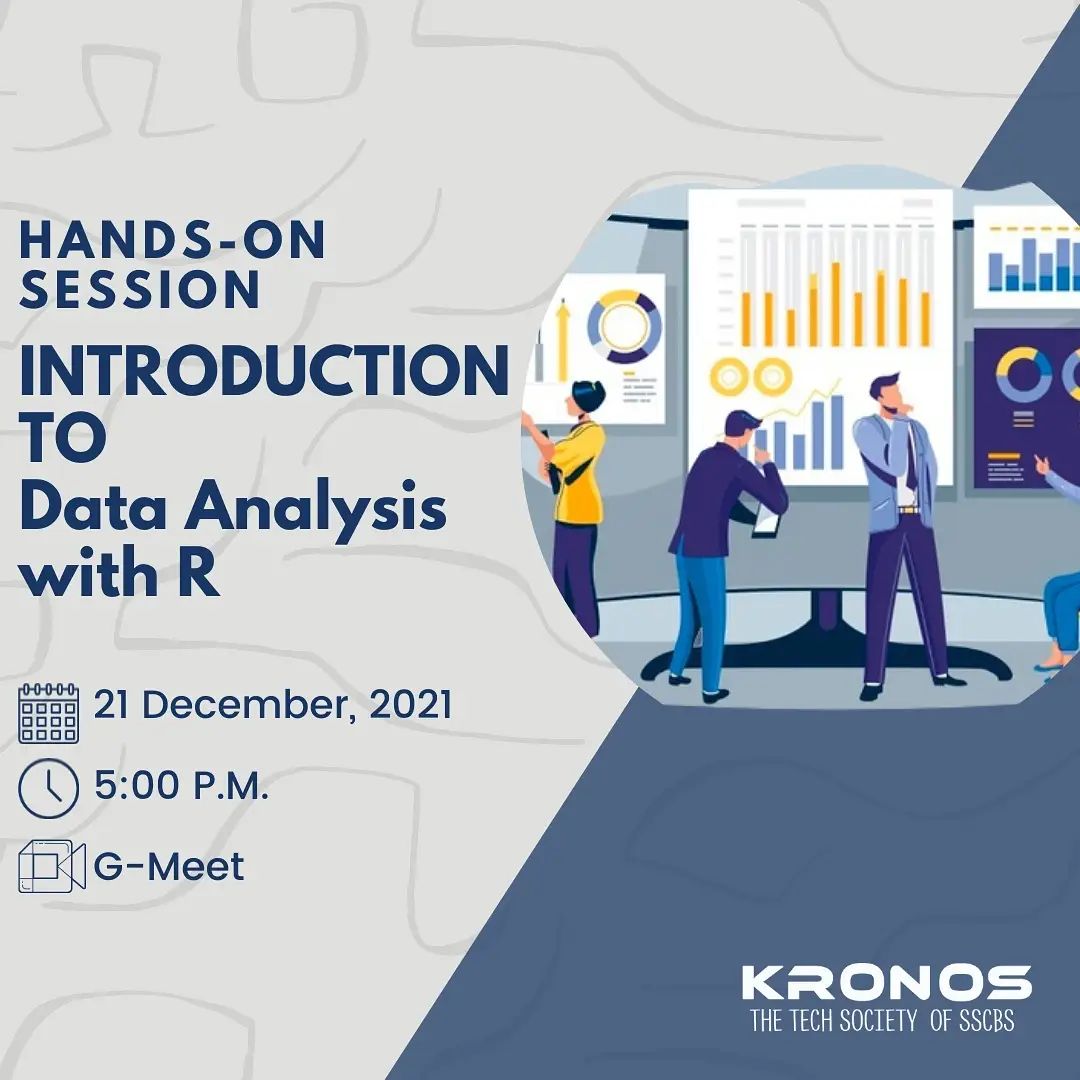 HANDS-ON
SESSION
INTRODUCTION
TO
Data Analysis
with R
21 December, 2021
5:00 P.M.
G-Meet
KRONOS
THE TECH SOCIETY OF SSCBS